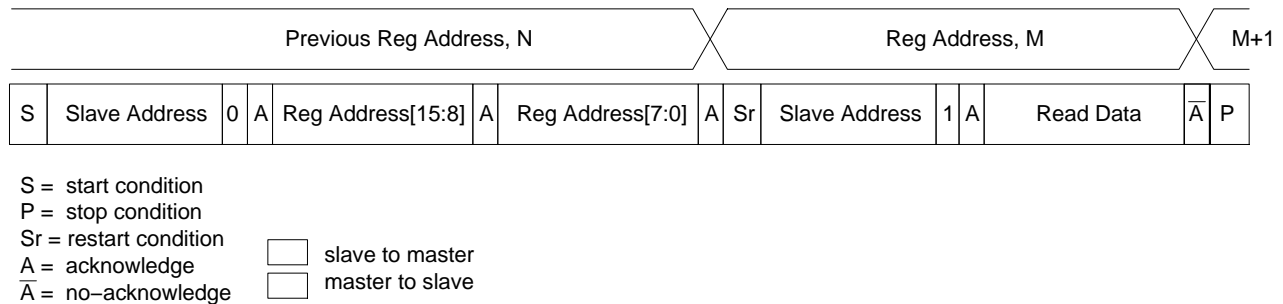 Previous Reg Address, N Reg Address, M M+1
S Slave Address 0 A Reg Address[15:8] A Reg Address[7:0] A Sr Slave Address 1 A Read Data A̅ P
S = start condition
P = stop condition
Sr = restart condition
A = acknowledge
A̅ = no−acknowledge
slave to master
master to slave